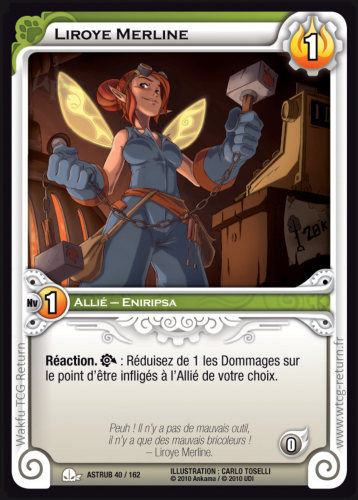 LIROYE MERLINE
1
28k
Nv 1 ALLIÉ – ENIRIPSA
Réaction. : Réduisez de 1 les Dommages sur
le point d'être infligés à l'Allié de votre choix.
Peuh ! Il n'y a pas de mauvais outil,
il n'y a que des mauvais bricoleurs !
– Liroye Merline.
0
ASTRUB 40 / 162
ILLUSTRATION : CARLO TOSELLI
© 2010 Ankama / © 2010 UDI
Wakfu TCG Return
www.wtcg-return.fr